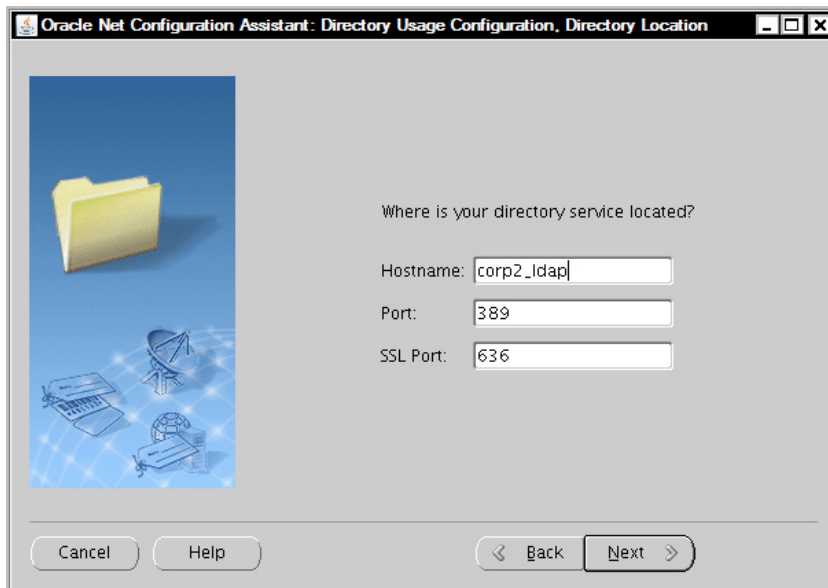 Oracle Net Configuration Assistant: Directory Usage Configuration, Directory Location
Where is your directory service located?
Hostname: corp2_ldap
Port: 389
SSL Port: 636
Cancel Help Back Next